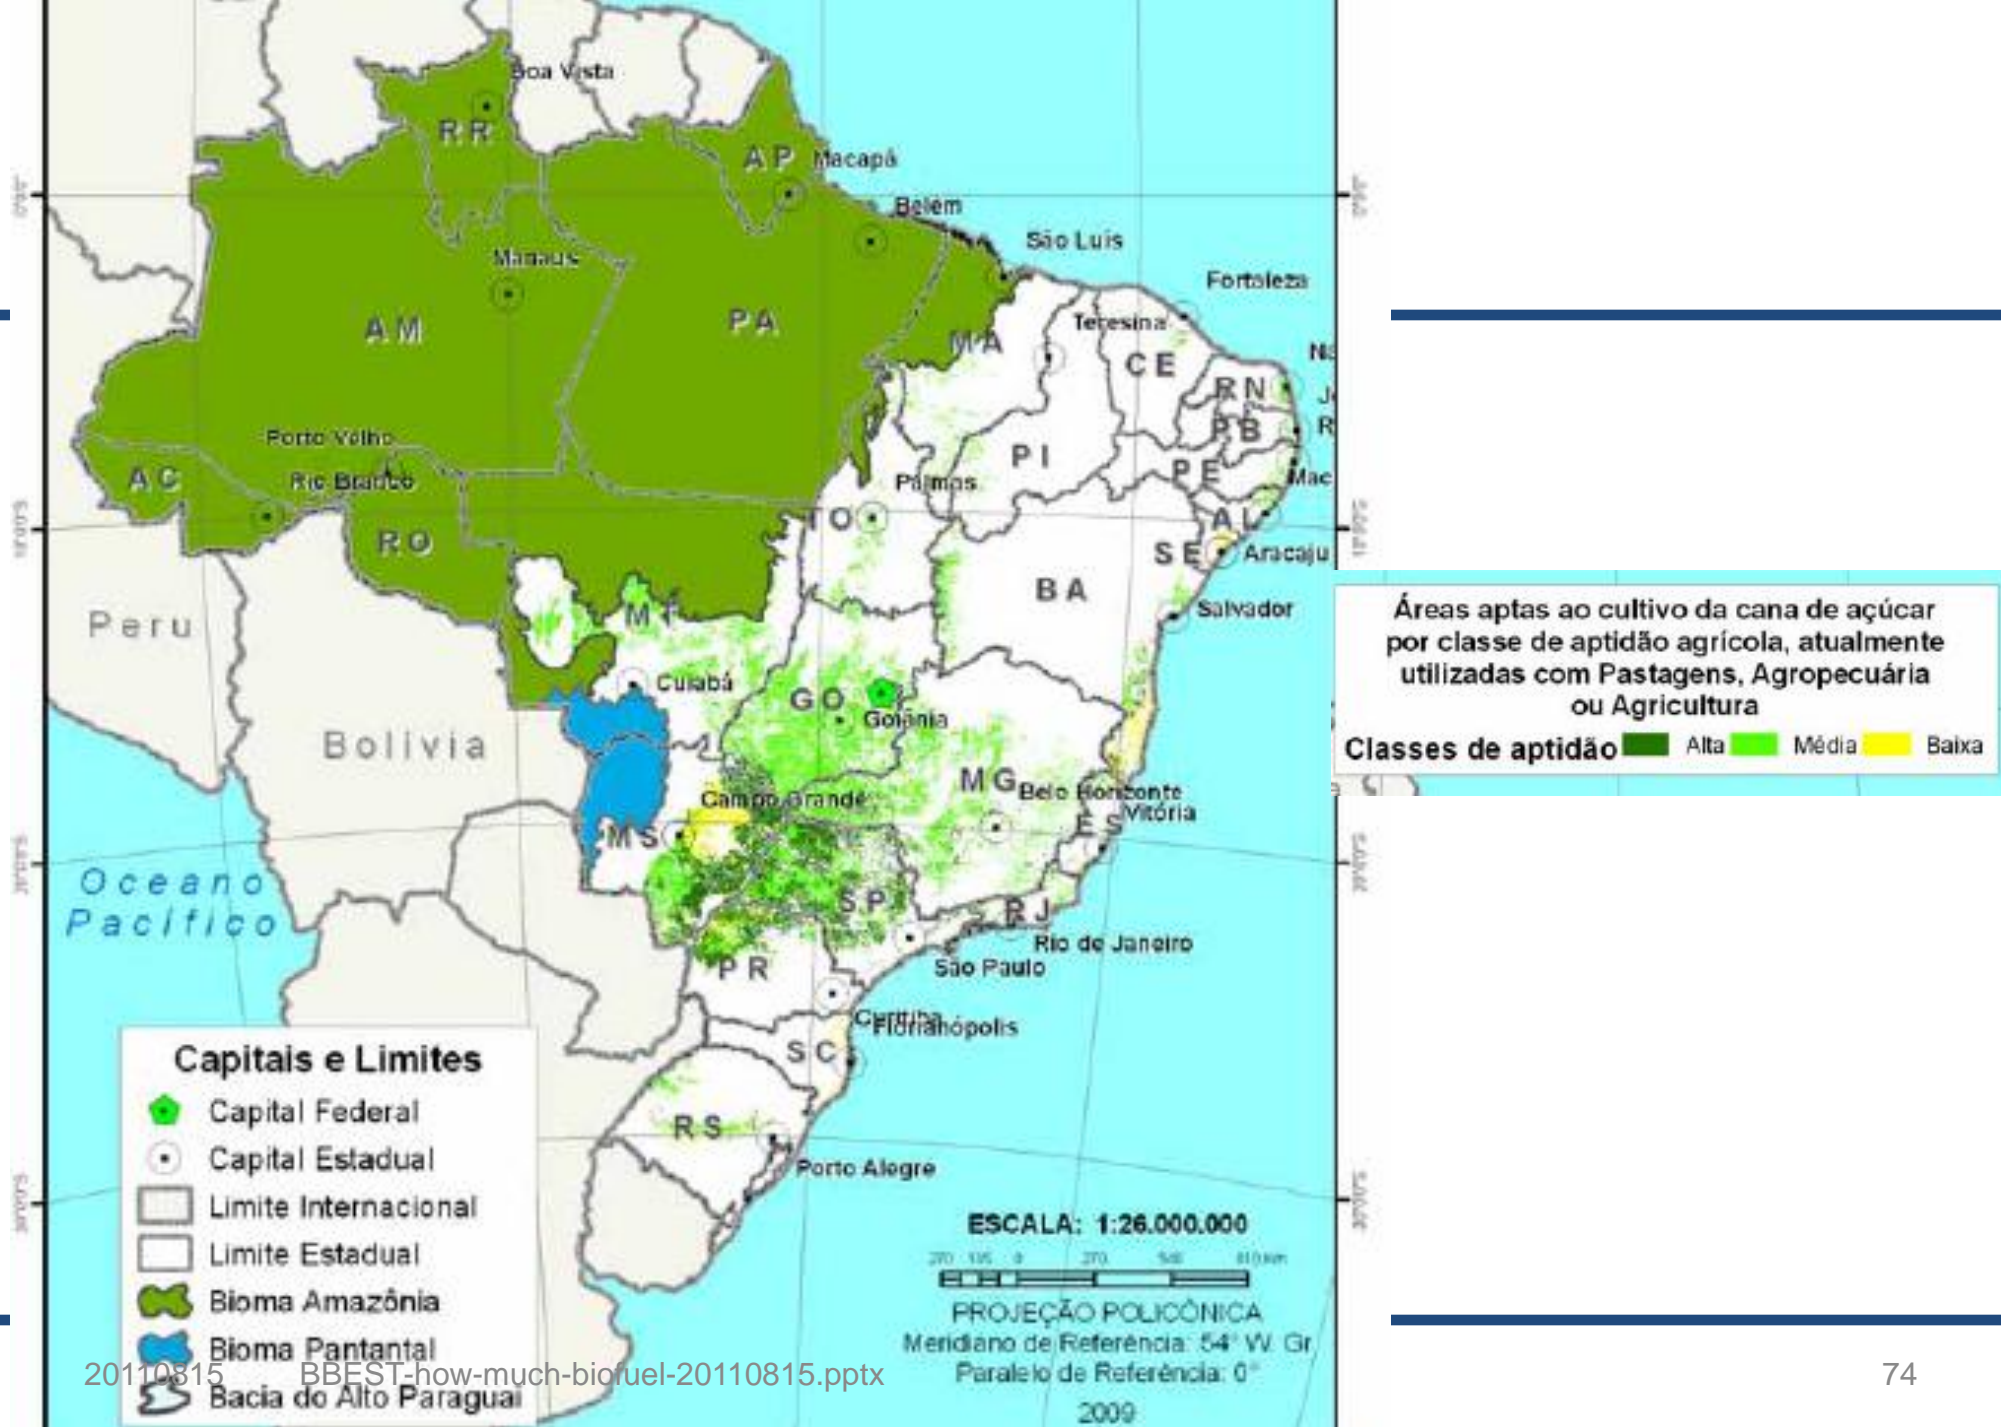 Boa Vista
RR
AP
Macapá
Belém
São Luis
Manaus
Fortaleza
AM
PA
MA
Teresina
CE
RN
PB
Porto Velho
PI
AC
Rio Branco
Palmas
PE
Mac
TO
AL
RO
SE
Aracaju
BA
MT
Salvador
Peru
Cuiabá
GO
Goiânia
Bolivia
MG
Belo Horizonte
Campo Grande
Vitória
ES
MS
Oceano
Pacífico
SP
RJ
Rio de Janeiro
São Paulo
PR
Curitiba
Florianópolis
SC
RS
Porto Alegre
Áreas aptas ao cultivo da cana de açúcar
por classe de aptidão agrícola, atualmente
utilizadas com Pastagens, Agropecuária
ou Agricultura
Classes de aptidão Alta Média Baixa
Capitais e Limites
Capital Federal
Capital Estadual
Limite Internacional
Limite Estadual
Bioma Amazônia
Bioma Pantantal
Bacia do Alto Paraguai
ESCALA: 1:26.000.000
PROJEÇÃO POLICÔNICA
Meridiano de Referência: 54° W. Gr
Paralelo de Referência: 0°
2009
20110815 BBEST-how-much-biofuel-20110815.pptx 74